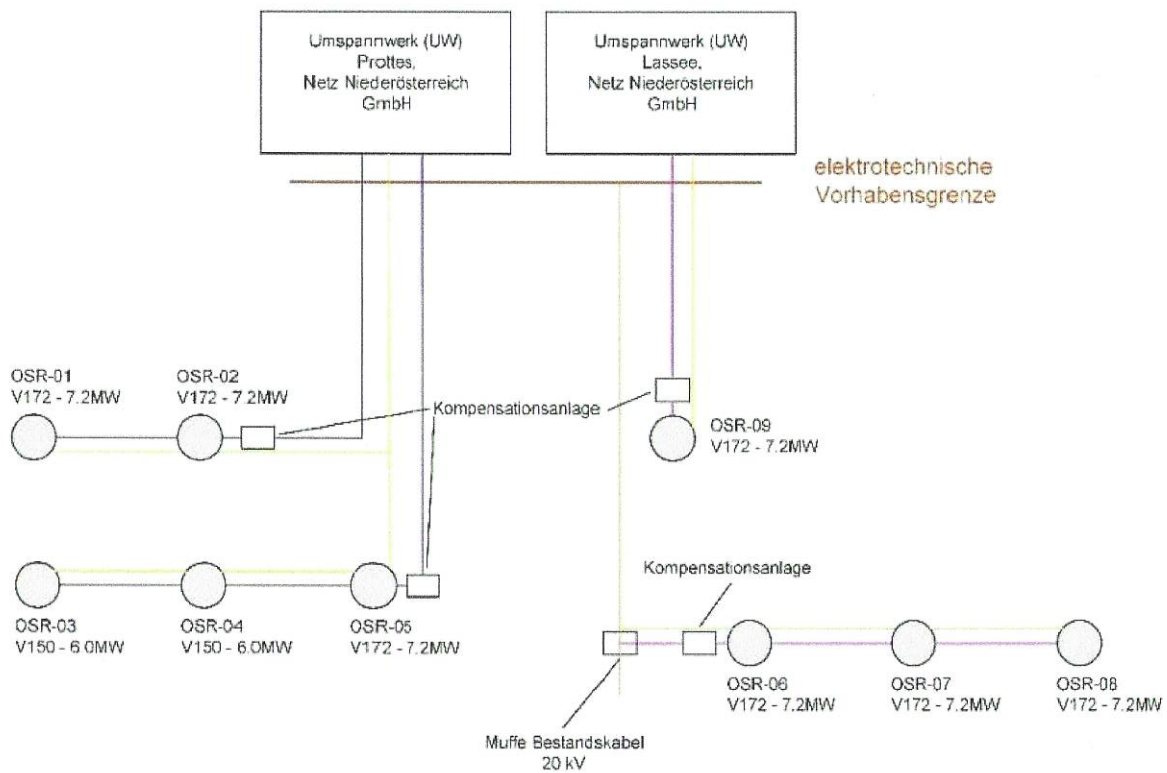 Umspannwerk (UW)
Prottes,
Netz Niederösterreich
GmbH
Umspannwerk (UW)
Lassee,
Netz Niederösterreich
GmbH
elektrotechnische
Vorhabensgrenze
OSR-01
V172 - 7.2MW
OSR-02
V172 - 7.2MW
Kompensationsanlage
OSR-09
V172 - 7.2MW
OSR-03
V150 - 6.0MW
OSR-04
V150 - 6.0MW
OSR-05
V172 - 7.2MW
Kompensationsanlage
OSR-06
V172 - 7.2MW
OSR-07
V172 - 7.2MW
OSR-08
V172 - 7.2MW
Muffe Bestandskabel
20 kV